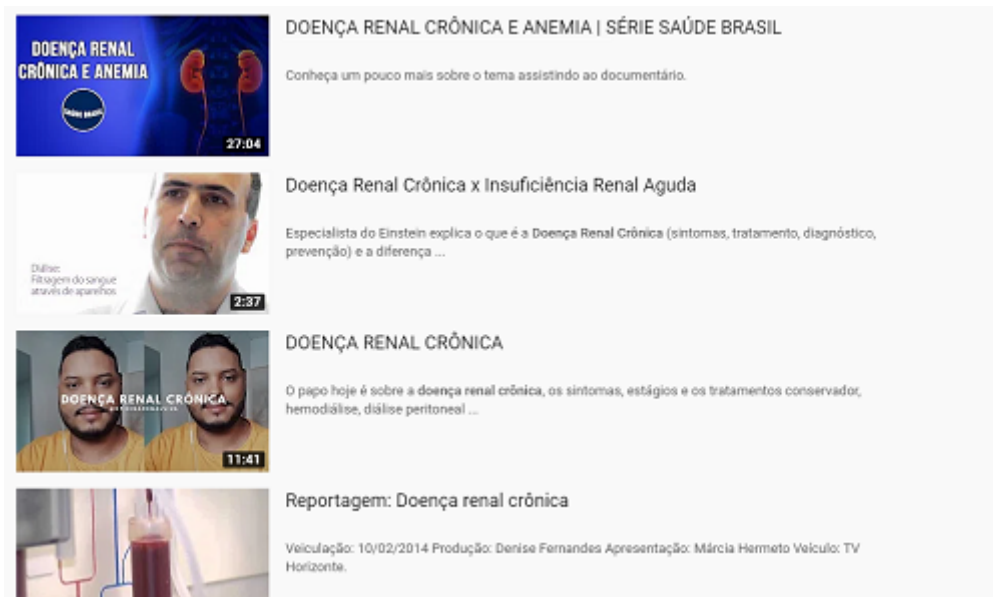 DOENÇA RENAL
CRÔNICA E ANEMIA
SAÚDE BRASIL
27:04
DOENÇA RENAL CRÔNICA E ANEMIA | SÉRIE SAÚDE BRASIL
Conheça um pouco mais sobre o tema assistindo ao documentário.
Diálise:
Filtragem do sangue
através de aparelhos
2:37
Doença Renal Crônica x Insuficiência Renal Aguda
Especialista do Einstein explica o que é a Doença Renal Crônica (sintomas, tratamento, diagnóstico,
prevenção) e a diferença ...
DOENÇA RENAL CRÔNICA
11:41
DOENÇA RENAL CRÔNICA
O papo hoje é sobre a doença renal crônica, os sintomas, estágios e os tratamentos conservador,
hemodiálise, diálise peritoneal ...
Reportagem: Doença renal crônica
Veiculação: 10/02/2014 Produção: Denise Fernandes Apresentação: Márcia Hermeto Veículo: TV
Horizonte.